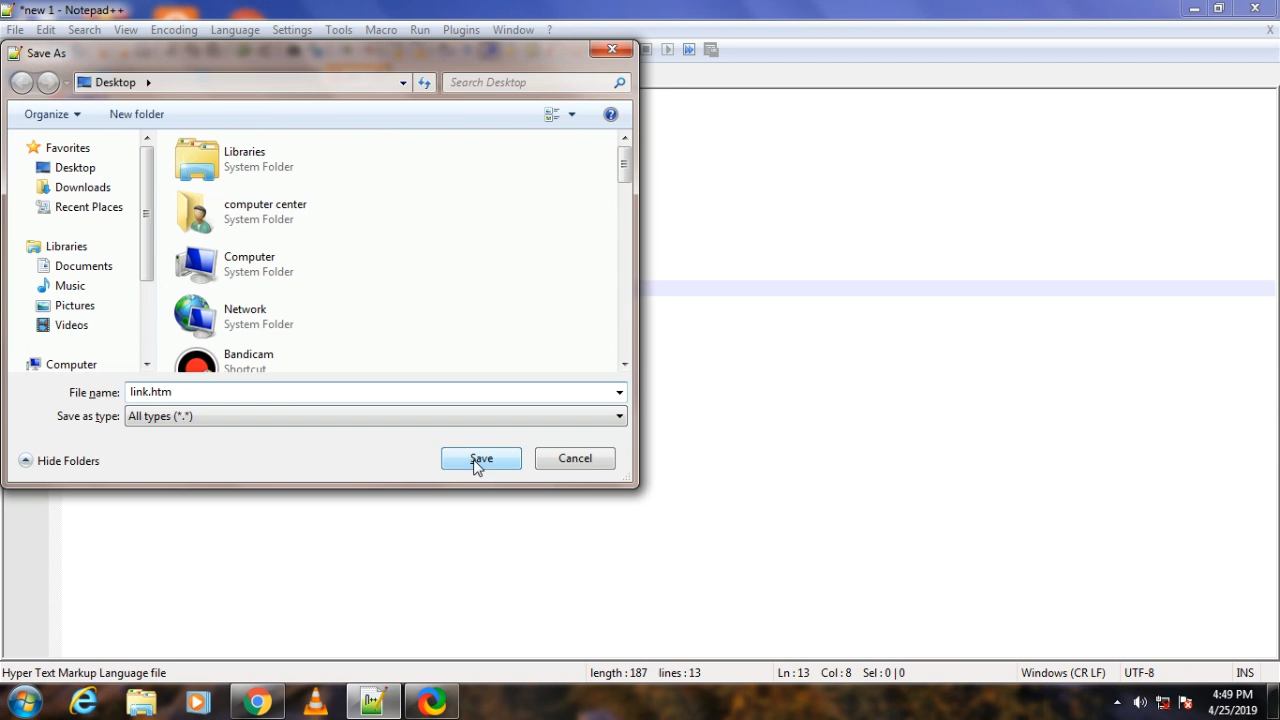 *new 1 - Notepad++
File Edit Search View Encoding Language Settings Tools Macro Run Plugins Window ? X
Save As
Desktop
Search Desktop
Organize
New folder
Favorites
Desktop
Downloads
Recent Places
Libraries
Documents
Music
Pictures
Videos
Computer
Libraries
System Folder
computer center
System Folder
Computer
System Folder
Network
System Folder
Bandicam
Shortcut
File name: link.htm
Save as type: All types (*.*)
Hide Folders
Save
Cancel
Hyper Text Markup Language file
length : 187 lines : 13
Ln : 13 Col : 8 Sel : 0 | 0
Windows (CR LF)
UTF-8
INS
4:49 PM
4/25/2019